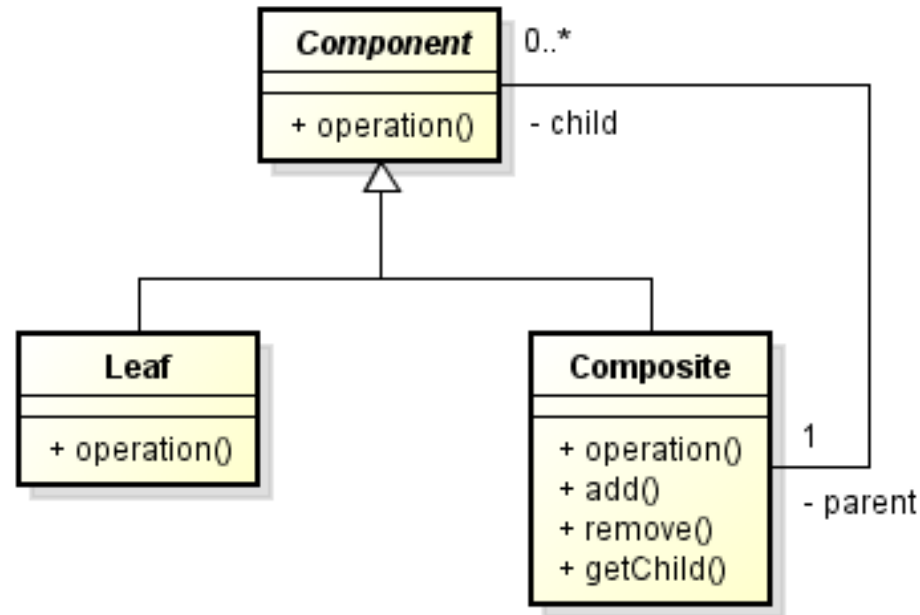 Component
0..*
+ operation()
- child
Leaf
+ operation()
Composite
+ operation()
+ add()
+ remove()
+ getChild()
1
- parent